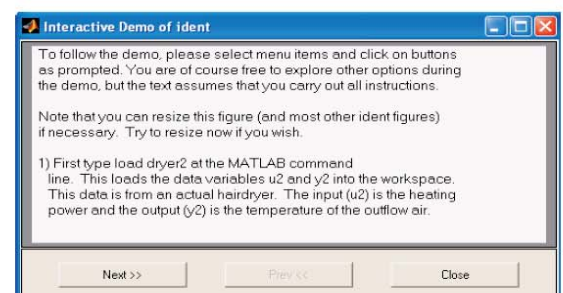 Interactive Demo of ident
To follow the demo, please select menu items and click on buttons
as prompted. You are of course free to explore other options during
the demo, but the text assumes that you carry out all instructions.
Note that you can resize this figure (and most other ident figures)
if necessary. Try to resize now if you wish.
1) First type load dryer2 at the MATLAB command
line. This loads the data variables u2 and y2 into the workspace.
This data is from an actual hairdryer. The input (u2) is the heating
power and the output (y2) is the temperature of the outflow air.
Next >> Prev << Close